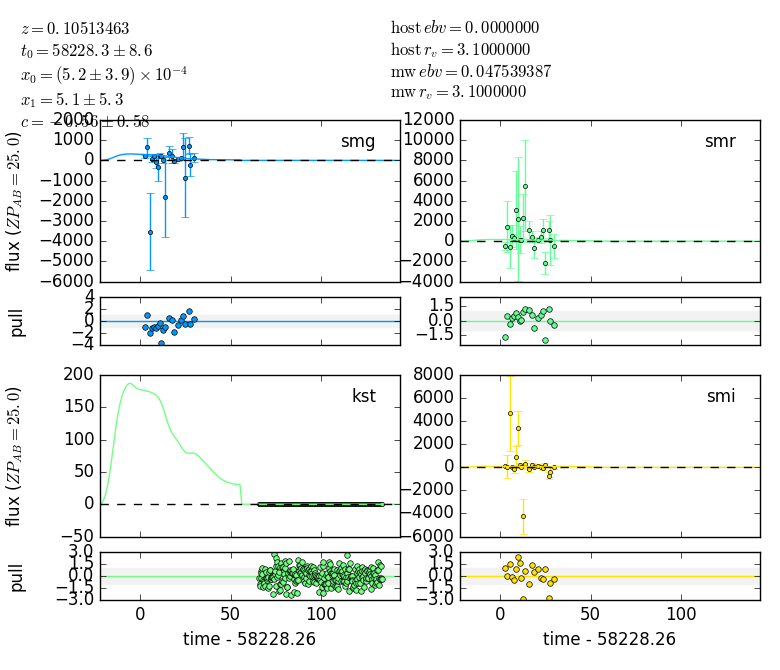 z = 0.10513463
t₀ = 58228.3 ± 8.6
x₀ = (5.2 ± 3.9) × 10⁻⁴
x₁ = 5.1 ± 5.3
c = −0.56 ± 0.58
host ebv = 0.0000000
host rᵥ = 3.1000000
mw ebv = 0.047539387
mw rᵥ = 3.1000000
flux (ZP_AB = 25.0)
2000
1000
0
−1000
−2000
−3000
−4000
−5000
−6000
smg
12000
10000
8000
6000
4000
2000
0
−2000
−4000
smr
pull
4
2
0
−2
−4
1.5
0.0
−1.5
flux (ZP_AB = 25.0)
200
150
100
50
0
−50
kst
8000
6000
4000
2000
0
−2000
−4000
−6000
smi
pull
3.0
1.5
0.0
−1.5
−3.0
3.0
1.5
0.0
−1.5
−3.0
0 50 100
0 50 100
time - 58228.26
time - 58228.26